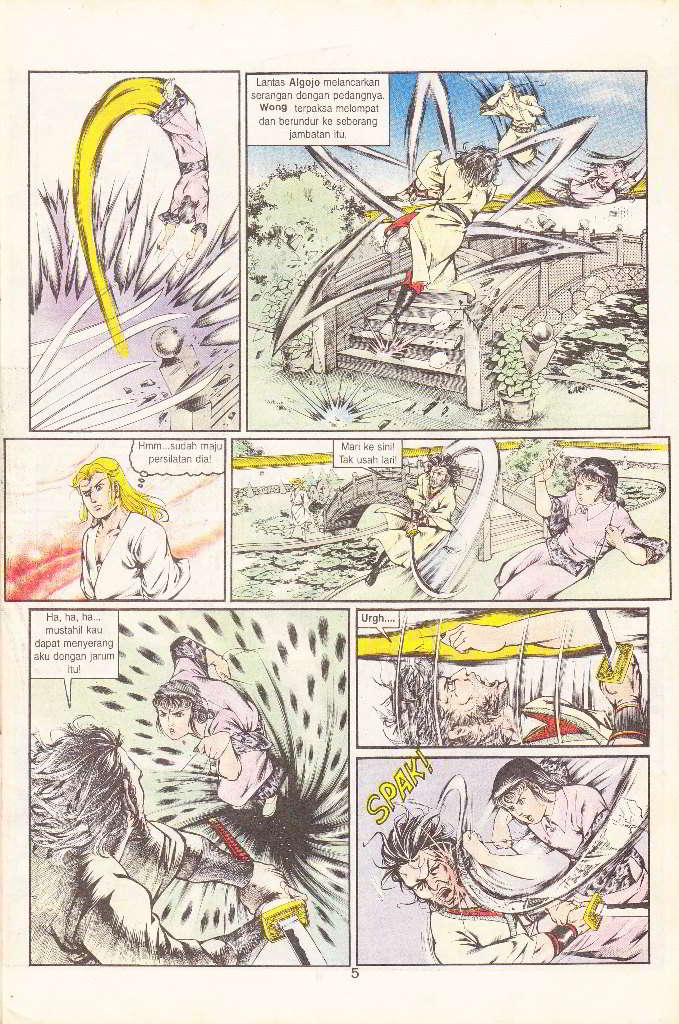 Lantas Algojo melancarkan
serangan dengan pedangnya.
Wong terpaksa melompat
dan berundur ke seberang
jambatan itu.
Hmm...sudah maju
persilatan dia!
Mari ke sini!
Tak usah lari!
Ha, ha, ha...
mustahil kau
dapat menyerang
aku dengan jarum
itu!
Urgh....
SPAK!
5